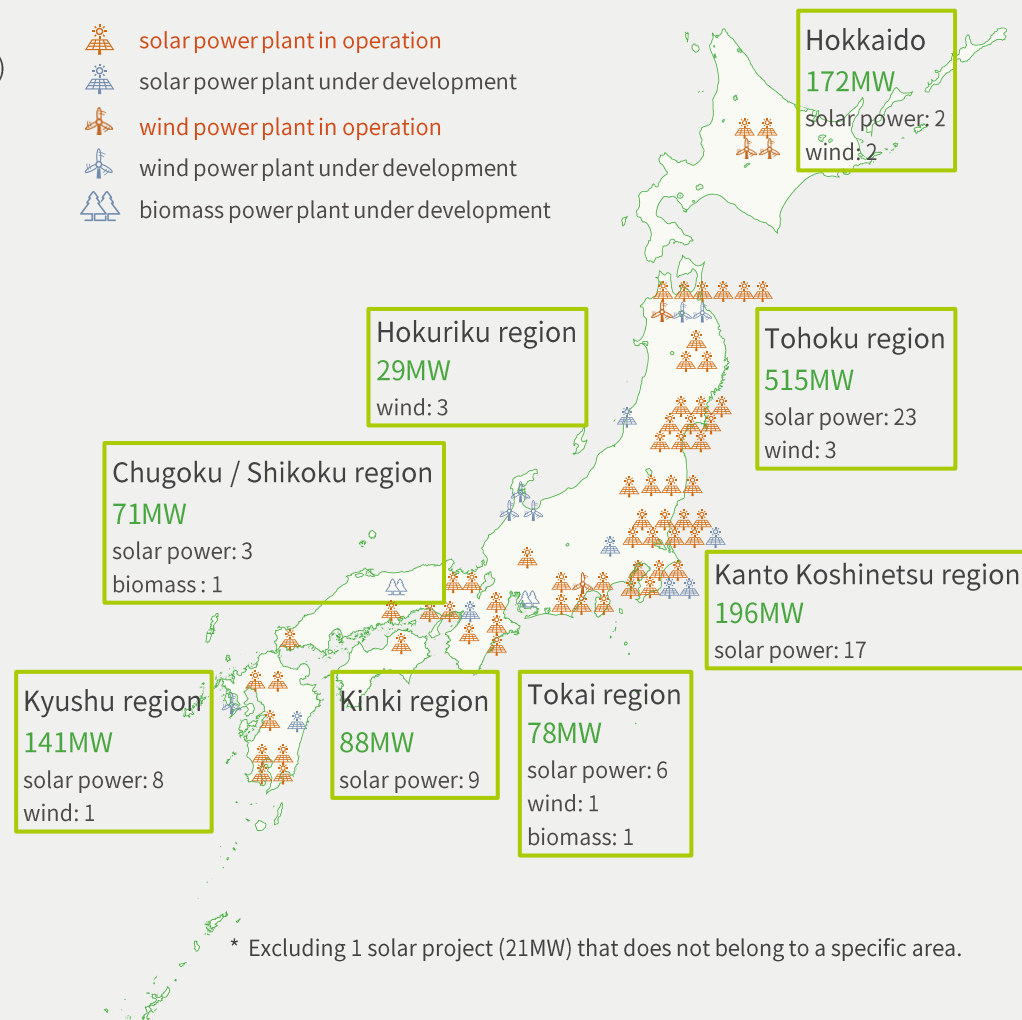 )
solar power plant in operation
solar power plant under development
wind power plant in operation
wind power plant under development
biomass power plant under development
Hokkaido
172MW
solar power: 2
wind: 2
Hokuriku region
29MW
wind: 3
Tohoku region
515MW
solar power: 23
wind: 3
Chugoku / Shikoku region
71MW
solar power: 3
biomass : 1
Kanto Koshinetsu region
196MW
solar power: 17
Kyushu region
141MW
solar power: 8
wind: 1
Kinki region
88MW
solar power: 9
Tokai region
78MW
solar power: 6
wind: 1
biomass: 1
* Excluding 1 solar project (21MW) that does not belong to a specific area.